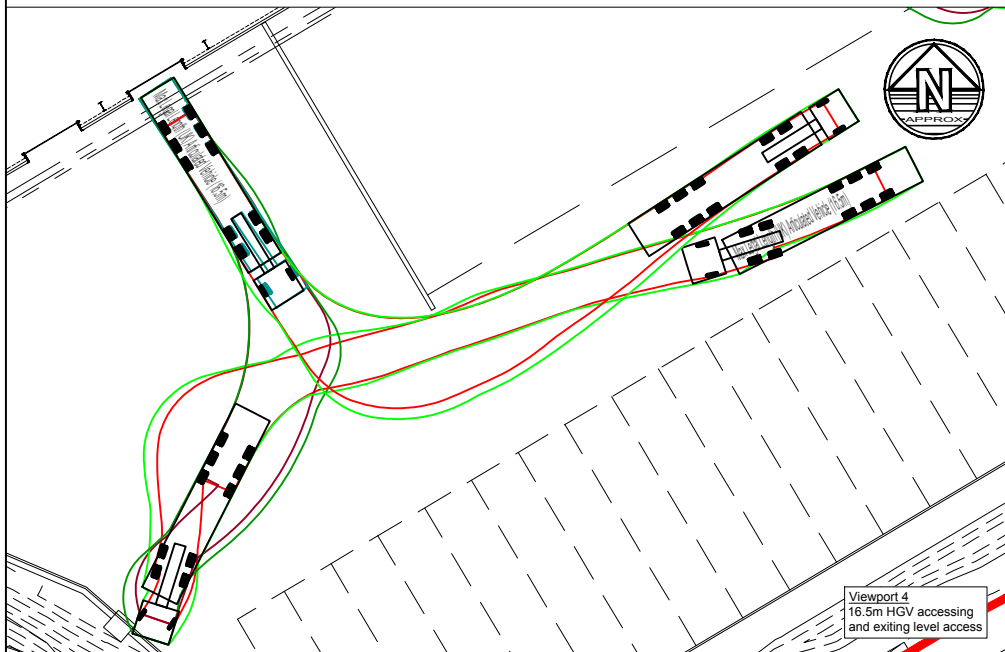 N
APPROX
Max Legal Length (UK) Articulated Vehicle (16.5m)
Viewport 4
16.5m HGV accessing
and exiting level access